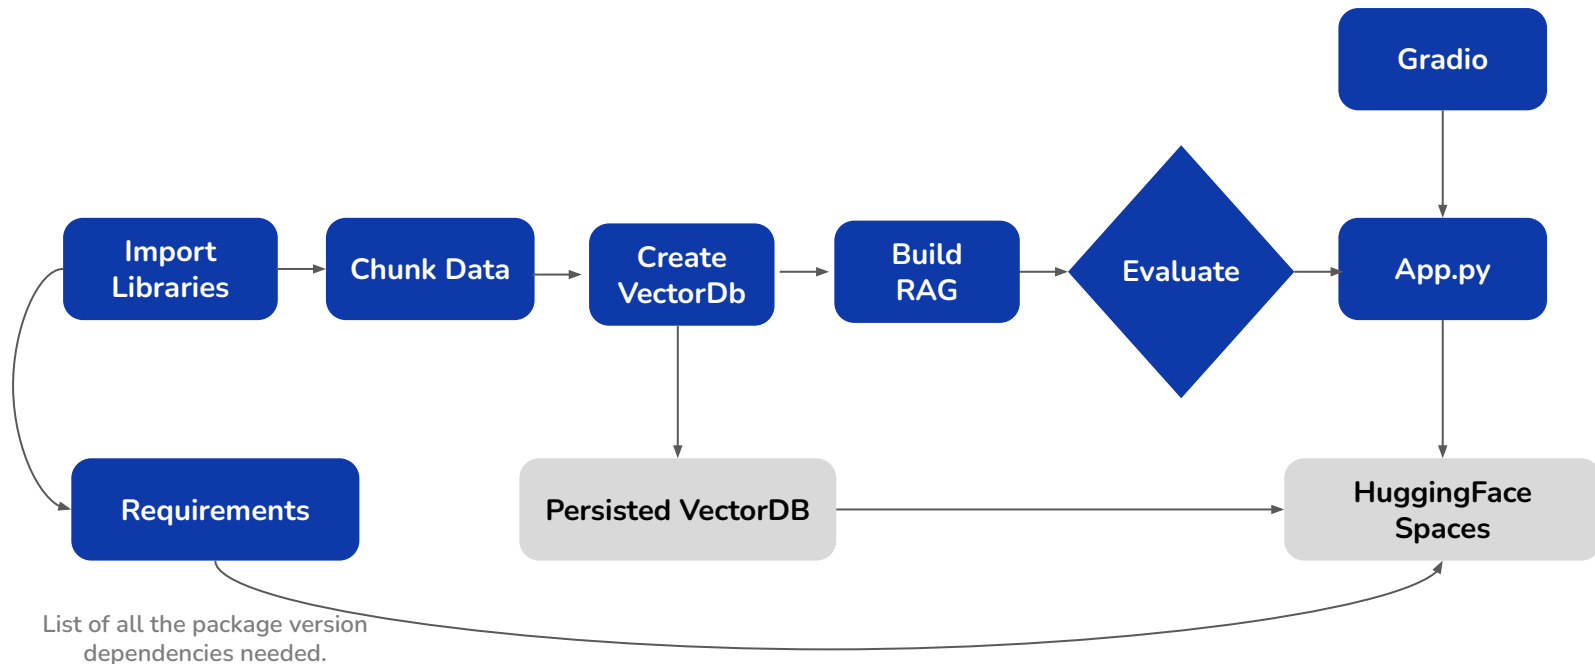 Gradio
Import
Libraries
Chunk Data
Create
VectorDb
Build
RAG
Evaluate
App.py
Requirements
Persisted VectorDB
HuggingFace
Spaces
List of all the package version
dependencies needed.